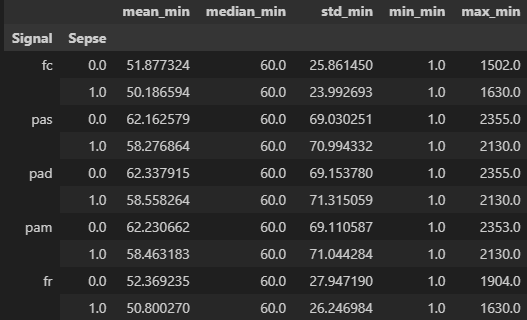 mean_min median_min std_min min_min max_min
Signal Sepse
fc 0.0 51.877324 60.0 25.861450 1.0 1502.0
1.0 50.186594 60.0 23.992693 1.0 1630.0
pas 0.0 62.162579 60.0 69.030251 1.0 2355.0
1.0 58.276864 60.0 70.994332 1.0 2130.0
pad 0.0 62.337915 60.0 69.153780 1.0 2355.0
1.0 58.558264 60.0 71.315059 1.0 2130.0
pam 0.0 62.230662 60.0 69.110587 1.0 2353.0
1.0 58.463183 60.0 71.044284 1.0 2130.0
fr 0.0 52.369235 60.0 27.947190 1.0 1904.0
1.0 50.800270 60.0 26.246984 1.0 1630.0